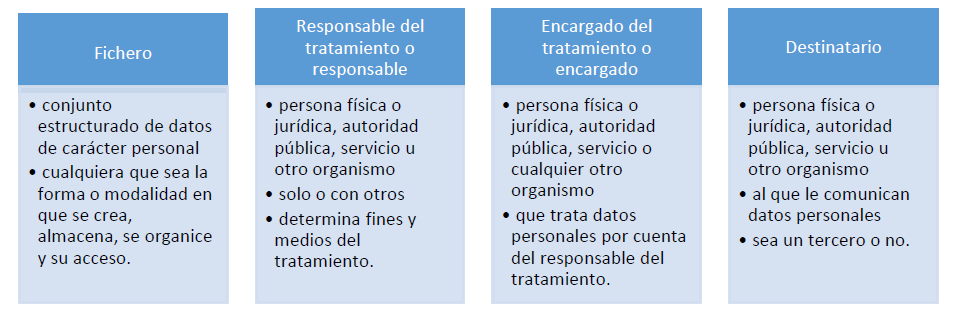 Fichero
• conjunto
estructurado de datos
de carácter personal
• cualquiera que sea la
forma o modalidad en
que se crea,
almacena, se organice
y su acceso.
Responsable del
tratamiento o
responsable
• persona física o
jurídica, autoridad
pública, servicio u
otro organismo
• solo o con otros
• determina fines y
medios del
tratamiento.
Encargado del
tratamiento o
encargado
• persona física o
jurídica, autoridad
pública, servicio o
cualquier otro
organismo
• que trata datos
personales por cuenta
del responsable del
tratamiento.
Destinatario
• persona física o
jurídica, autoridad
pública, servicio u
otro organismo
• al que le comunican
datos personales
• sea un tercero o no.